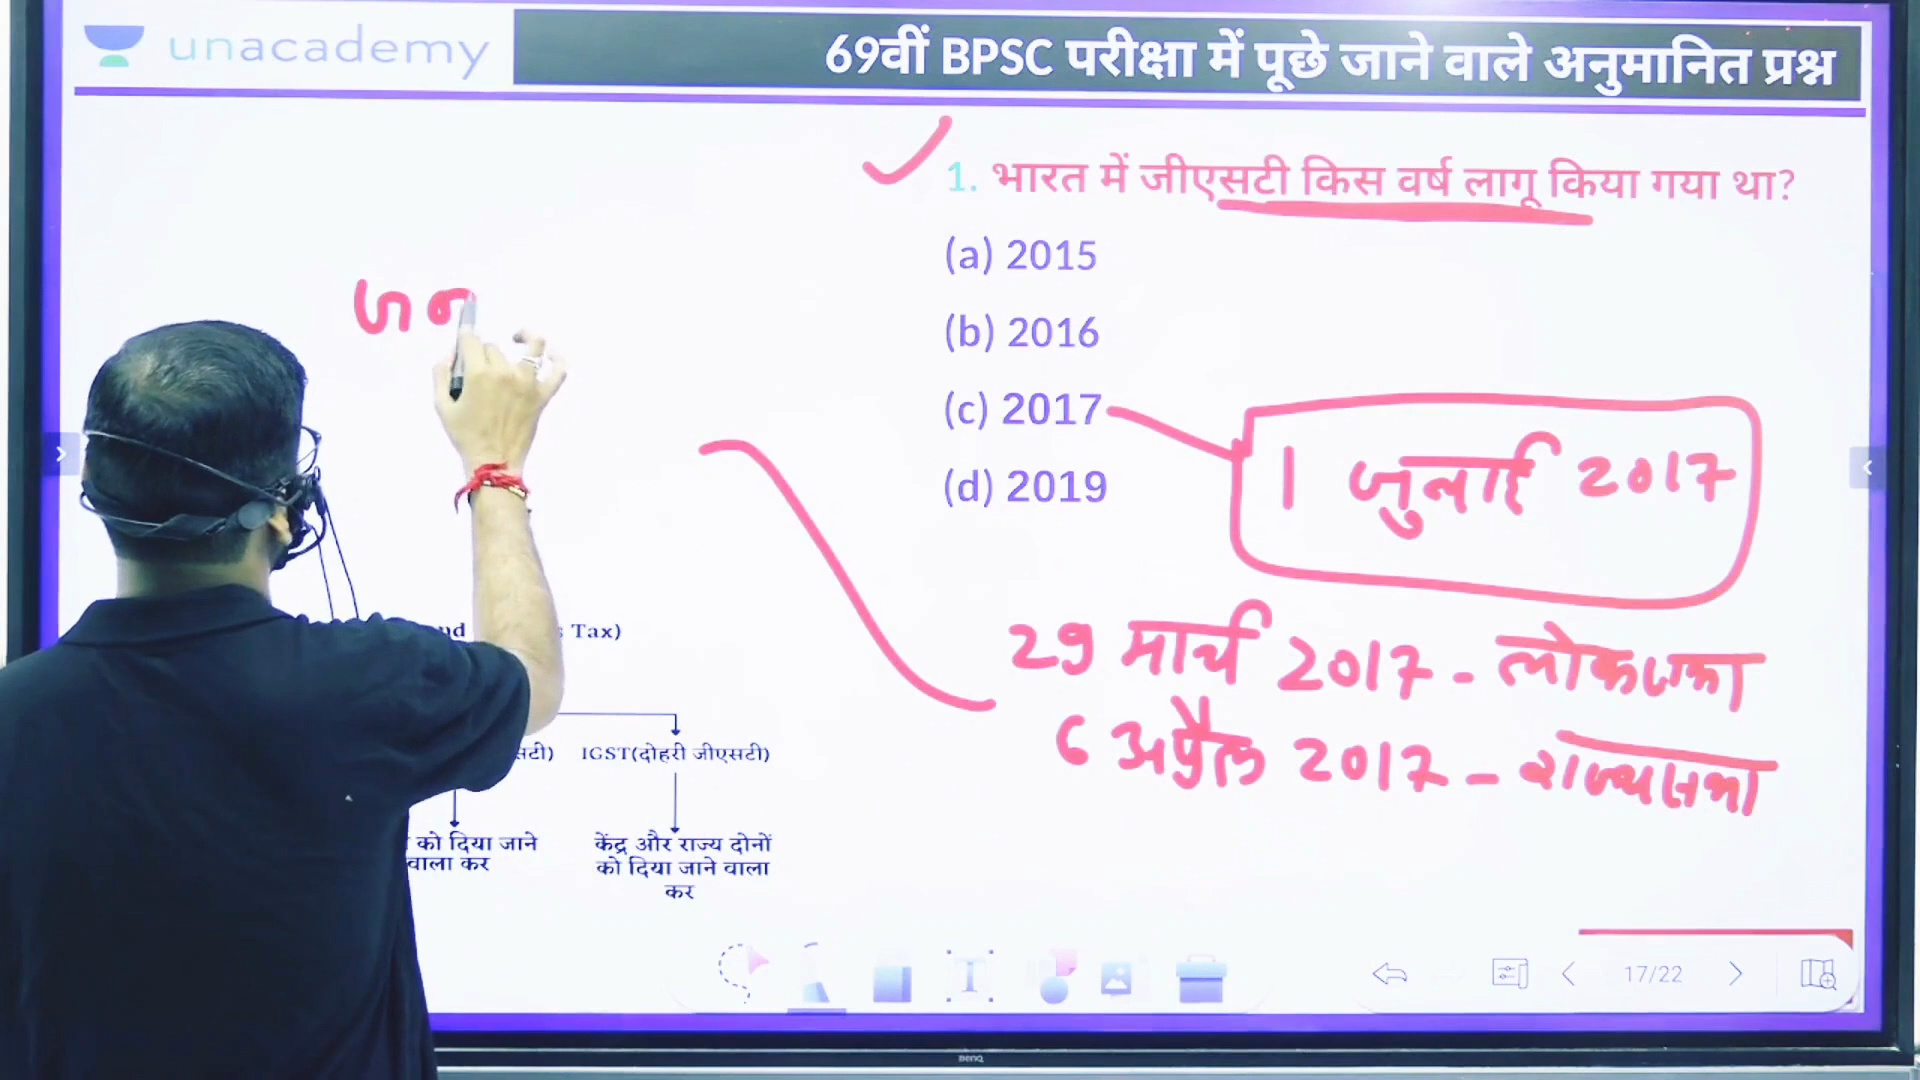 unacademy
69वीं BPSC परीक्षा में पूछे जाने वाले अनुमानित प्रश्न
1. भारत में जीएसटी किस वर्ष लागू किया गया था?
(a) 2015
(b) 2016
(c) 2017
(d) 2019
1 जुलाई 2017
29 मार्च 2017 - लोकसभा
6 अप्रैल 2017 - राज्यसभा
Tax)
IGST(दोहरी जीएसटी)
को दिया जाने
वाला कर
केंद्र और राज्य दोनों
को दिया जाने वाला
कर
T
17/22
BenQ